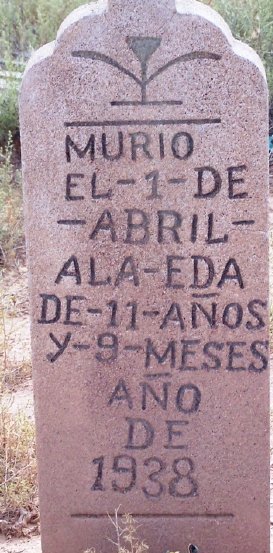 MURIO
EL-1-DE
-ABRIL-
ALA-EDA
DE-11-AÑOS
Y-9-MESES
AÑO
DE
1938